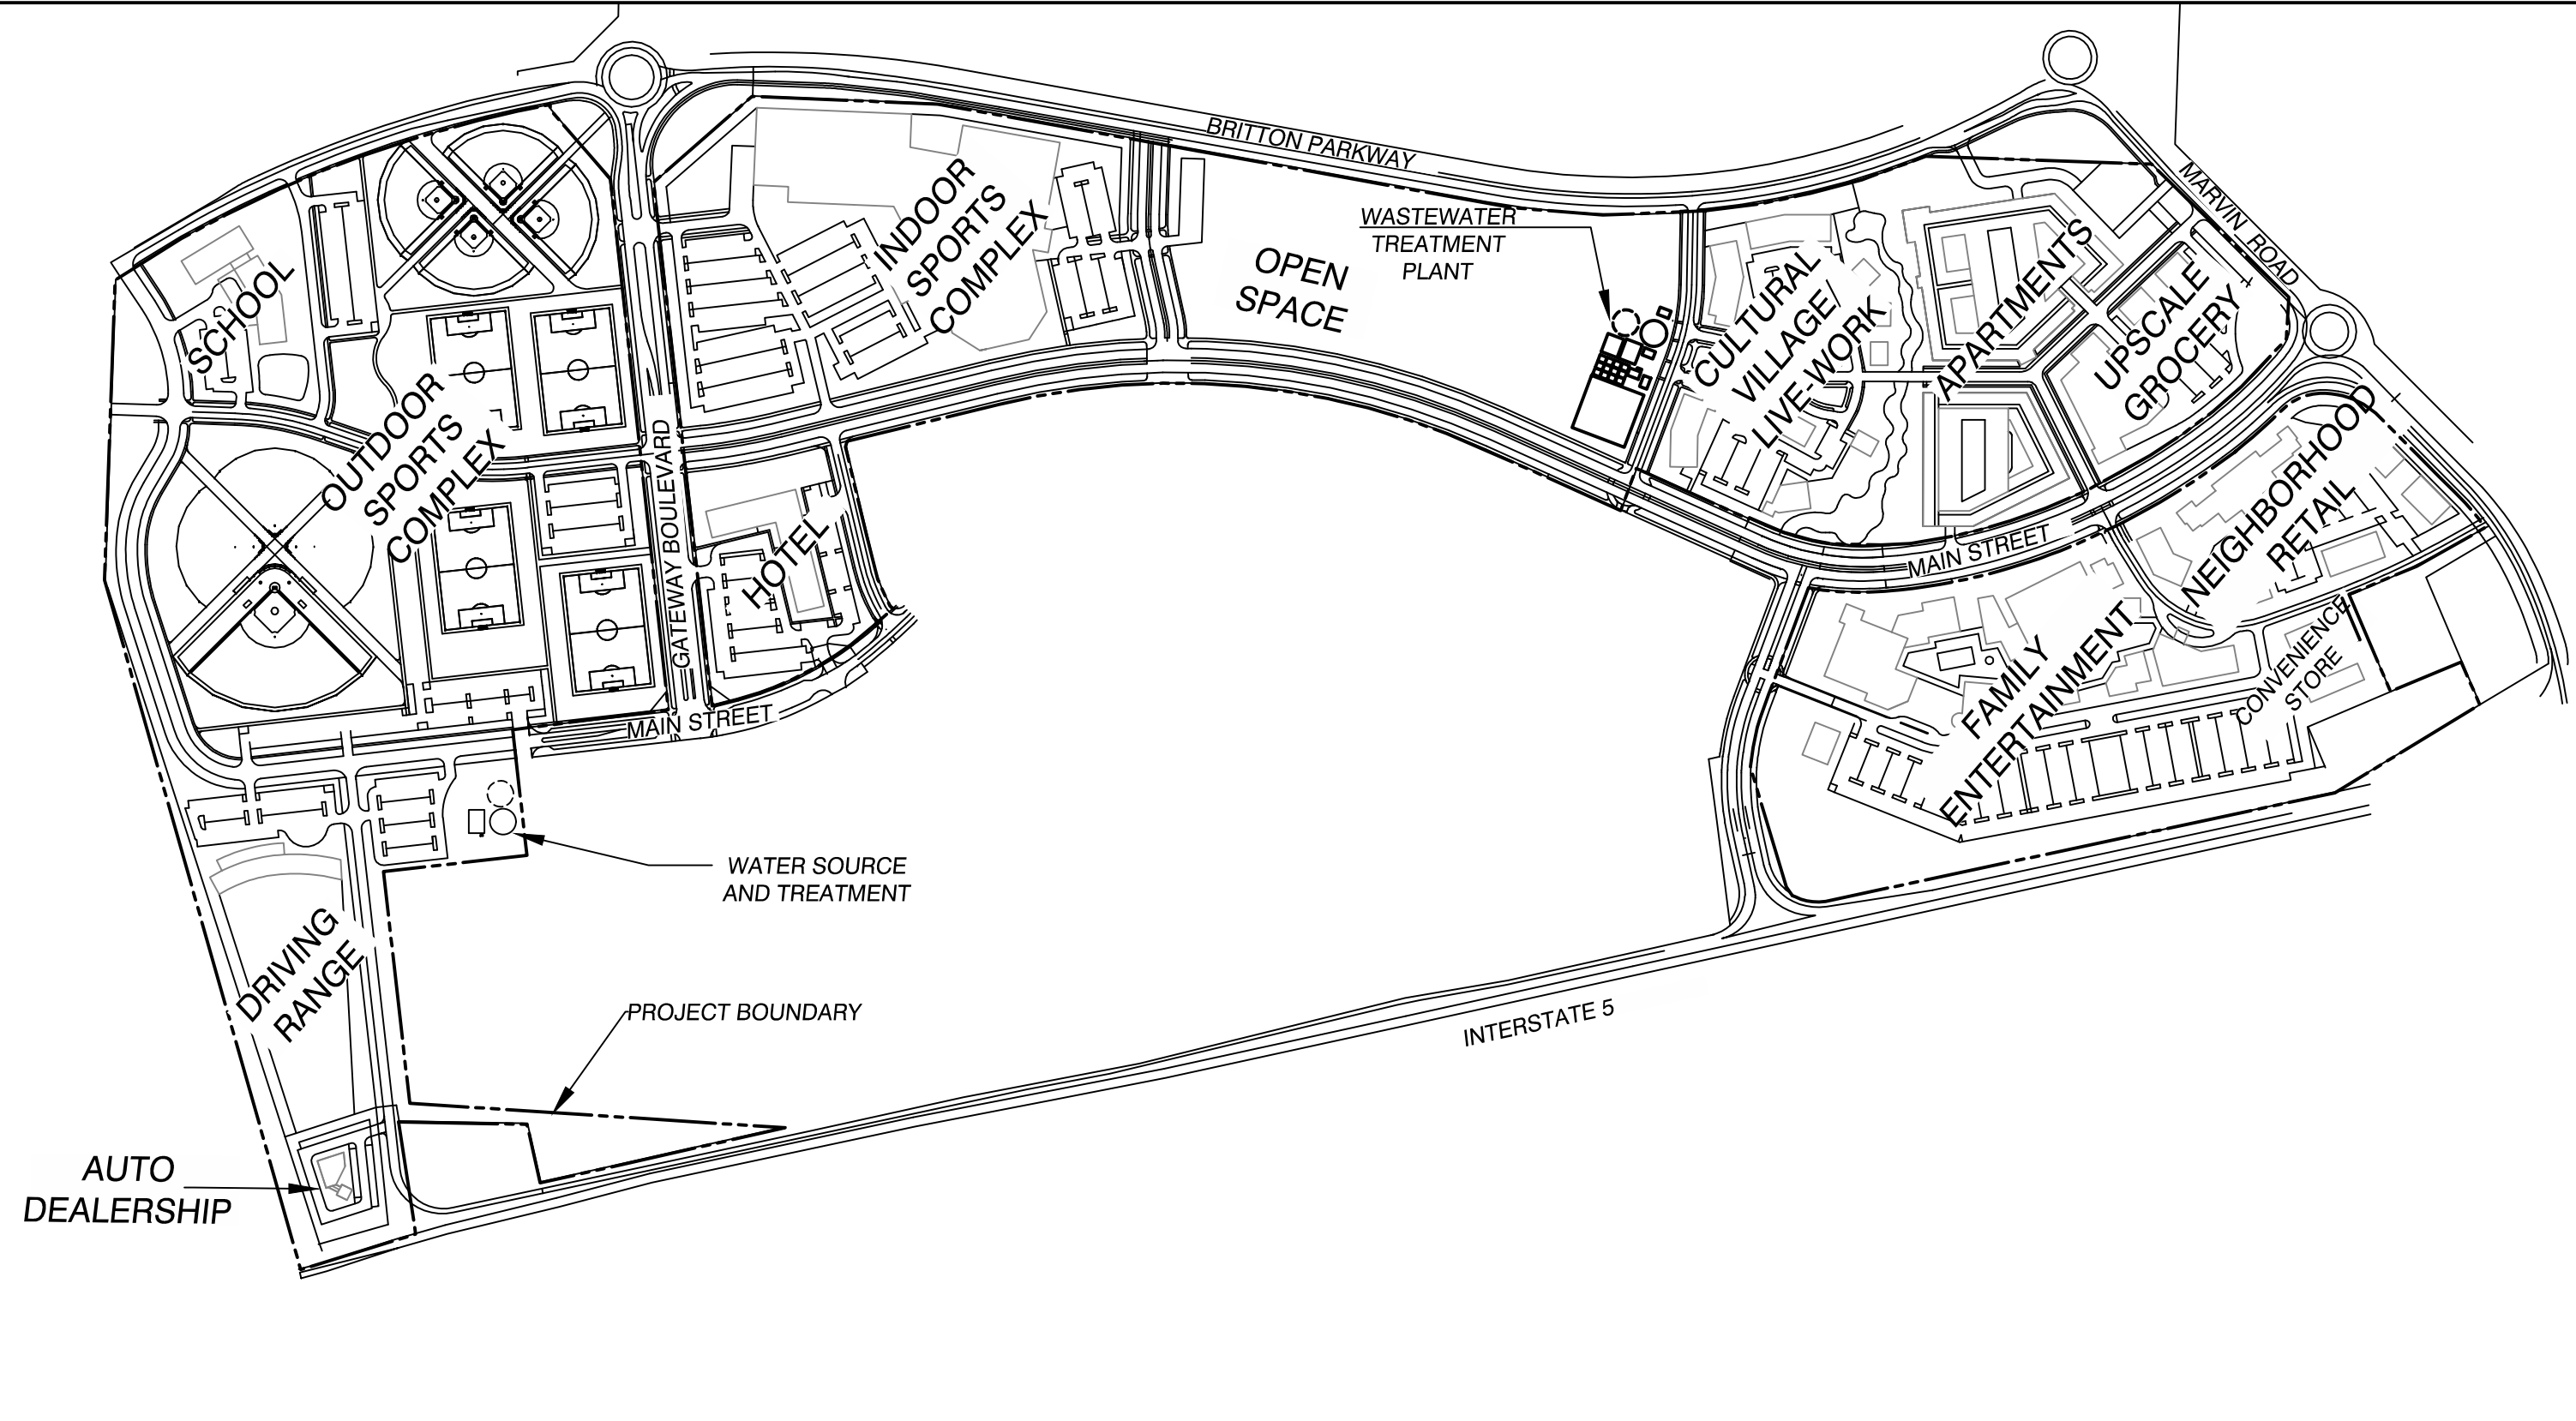 BRITTON PARKWAY
MARVIN ROAD
WASTEWATER
TREATMENT
PLANT
INDOOR
SPORTS
COMPLEX
OPEN
SPACE
SCHOOL
CULTURAL
VILLAGE
LIVE-WORK
APARTMENTS
UPSCALE
GROCERY
OUTDOOR
SPORTS
COMPLEX
GATEWAY BOULEVARD
HOTEL
MAIN STREET
NEIGHBORHOOD
RETAIL
MAIN STREET
FAMILY
ENTERTAINMENT
CONVENIENCE
STORE
WATER SOURCE
AND TREATMENT
DRIVING
RANGE
PROJECT BOUNDARY
INTERSTATE 5
AUTO
DEALERSHIP